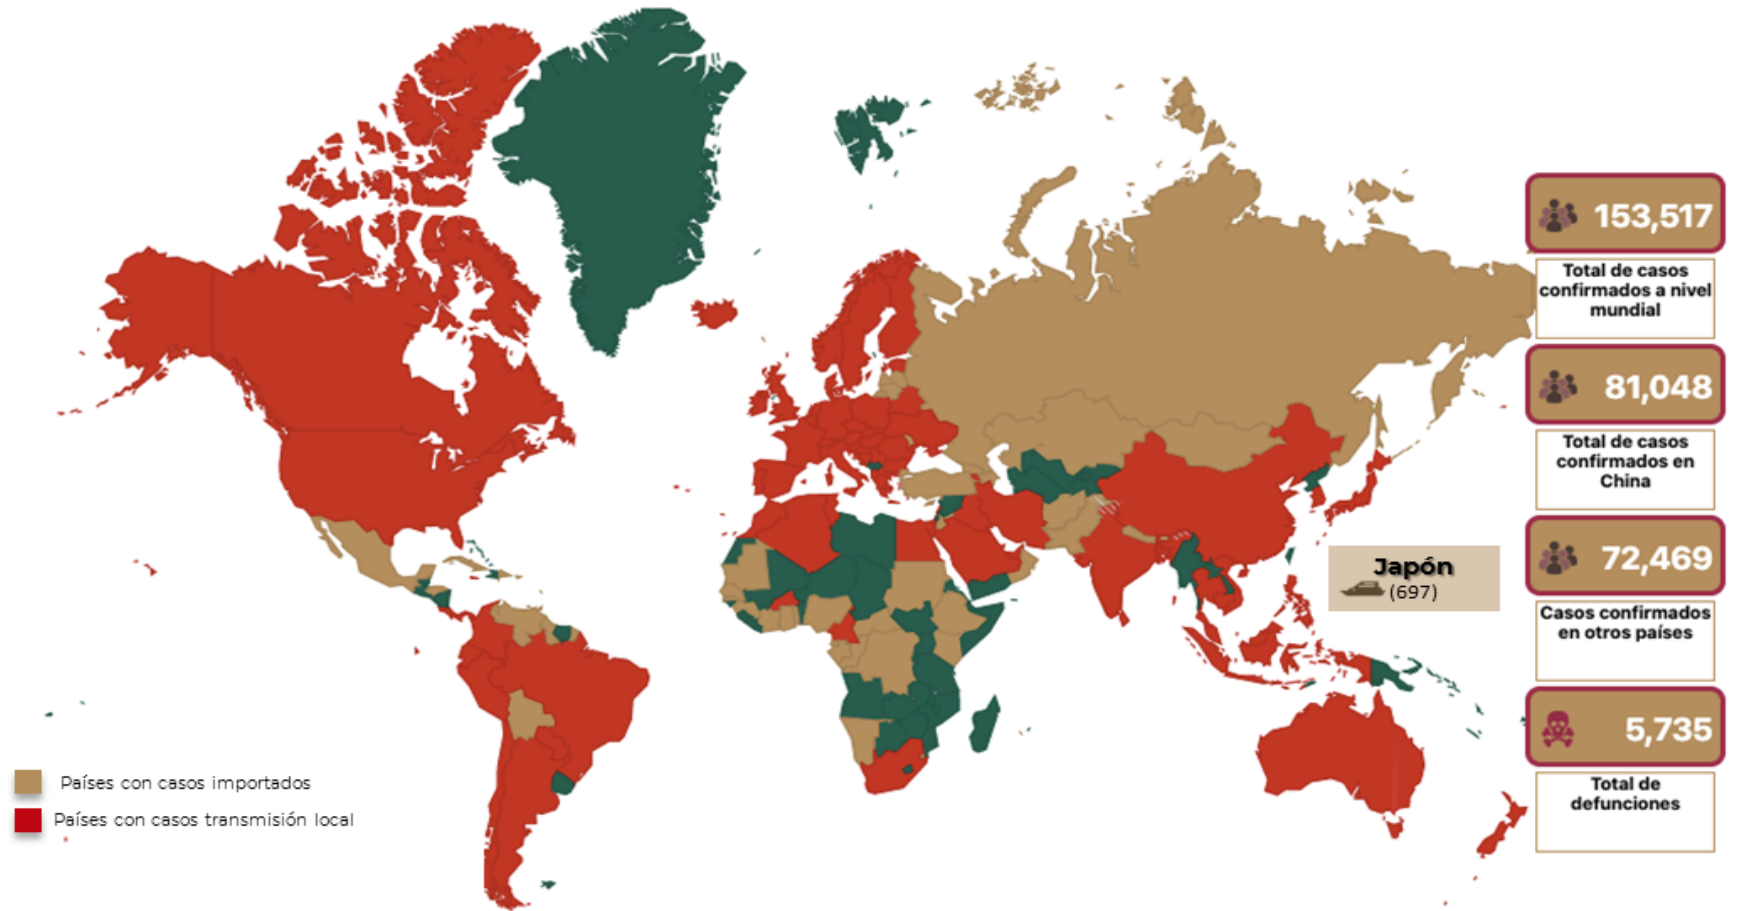 153,517
Total de casos
confirmados a nivel
mundial
81,048
Total de casos
confirmados en
China
72,469
Casos confirmados
en otros países
5,735
Total de
defunciones
Japón
(697)
Países con casos importados
Países con casos transmisión local